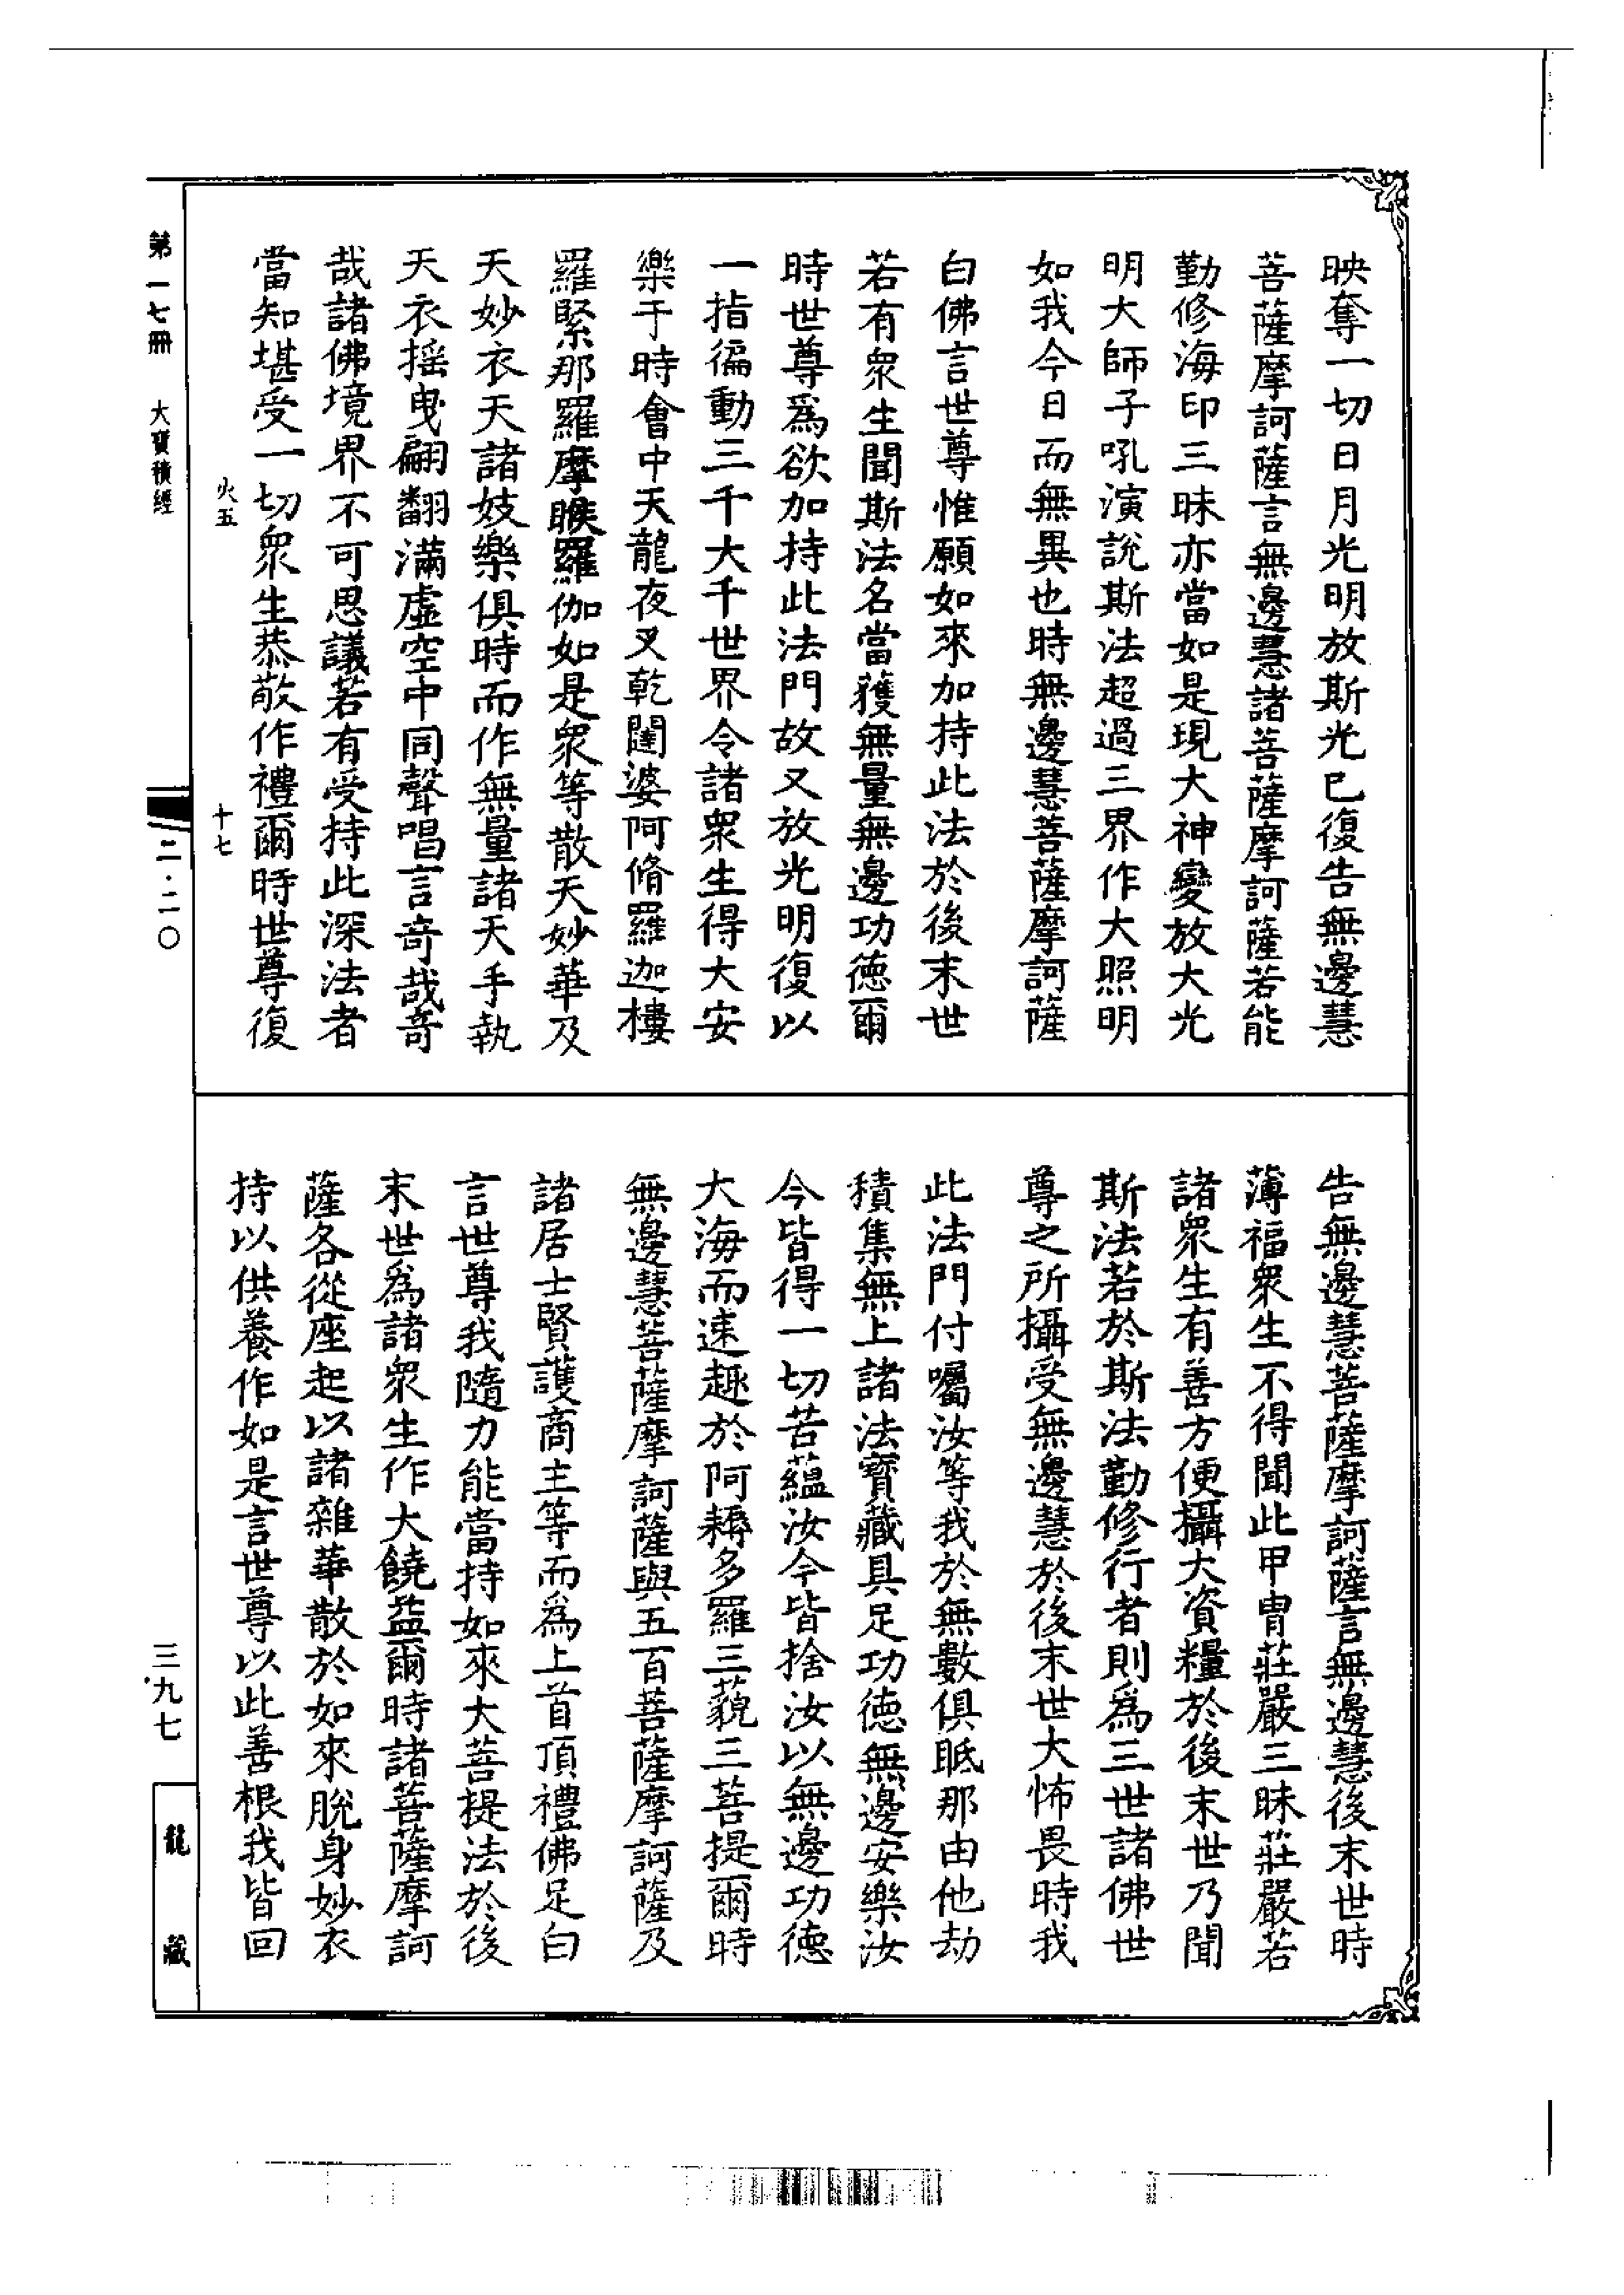 映奪一切日月光明放斯光已復告無邊慧
菩薩摩訶薩言無邊慧諸菩薩摩訶薩若能
勤修海印三昧亦當如是現大神變放大光
明大師子吼演說斯法超過三界作大照明
如我今日而無異也時無邊慧菩薩摩訶薩
白佛言世尊惟願如來加持此法於後末世
若有衆生聞斯法名當獲無量無邊功德爾
時世尊爲欲加持此法門故又放光明復以
一指徧動三千大千世界令諸衆生得大安
樂于時會中天龍夜叉乾闥婆阿脩羅迦樓
羅緊那羅摩睺羅伽如是衆等散天妙華及
天妙衣天諸妓樂俱時而作無量諸天手執
天衣揺曳翩翻滿虛空中同聲唱言奇哉奇
哉諸佛境界不可思議若有受持此深法者
當知堪受一切衆生恭敬作禮爾時世尊復
告無邊慧菩薩摩訶薩言無邊慧後末世時
薄福衆生不得聞此甲冑莊嚴三昧莊嚴若
諸衆生有善方便攝大資糧於後末世乃聞
斯法若於斯法勤修行者則爲三世諸佛世
尊之所攝受無邊慧於後末世大怖畏時我
此法門付囑汝等我於無數俱胝那由他劫
積集無上諸法寶藏具足功德無邊安樂汝
今皆得一切苦蘊汝今皆捨汝以無邊功德
大海而速趣於阿耨多羅三藐三菩提爾時
無邊慧菩薩摩訶薩與五百菩薩摩訶薩及
諸居士賢護商主等而爲上首頂禮佛足白
言世尊我隨力能當持如來大菩提法於後
末世爲諸衆生作大饒益爾時諸菩薩摩訶
薩各從座起以諸雜華散於如來脫身妙衣
持以供養作如是言世尊以此善根我皆回
火五
十七
第一七冊 大寶積經
二·二〇
三九七
龍藏